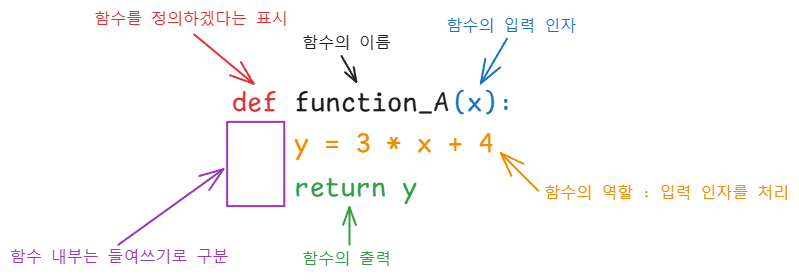 함수를 정의하겠다는 표시
함수의 이름
함수의 입력 인자
def function_A(x):
y = 3 * x + 4
return y
함수의 역할 : 입력 인자를 처리
함수 내부는 들여쓰기로 구분
함수의 출력